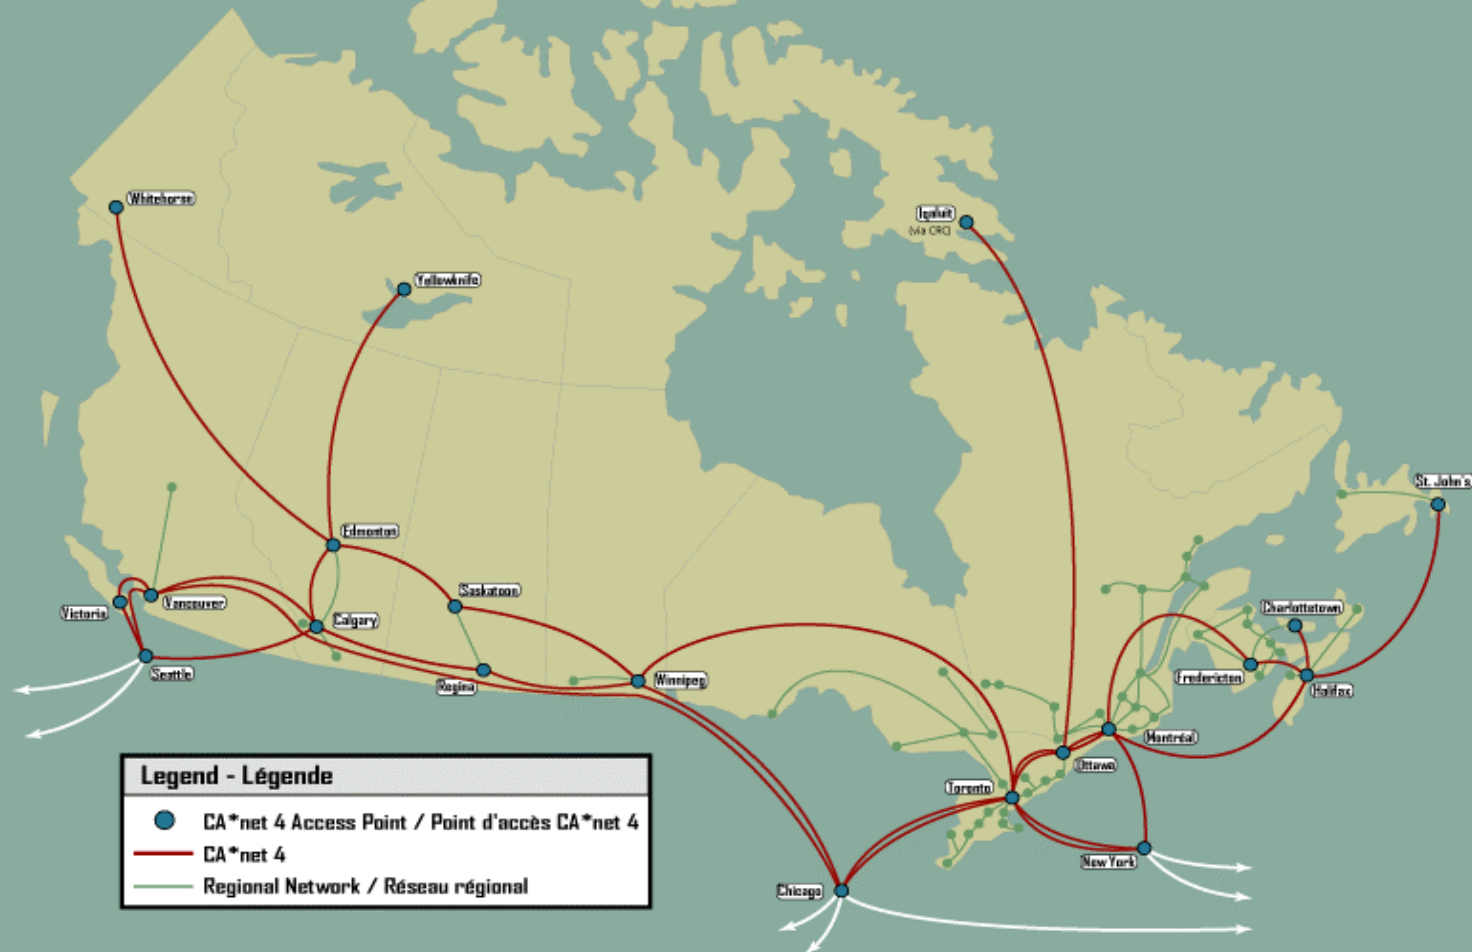 Whitehorse
Iqaluit
(via CRC)
Yellowknife
St. John's
Edmonton
Saskatoon
Vancouver
Victoria
Charlottetown
Calgary
Seattle
Regina
Winnipeg
Fredericton
Halifax
Montréal
Ottawa
Toronto
New York
Chicago
Legend - Légende
CA*net 4 Access Point / Point d'accès CA*net 4
CA*net 4
Regional Network / Réseau régional